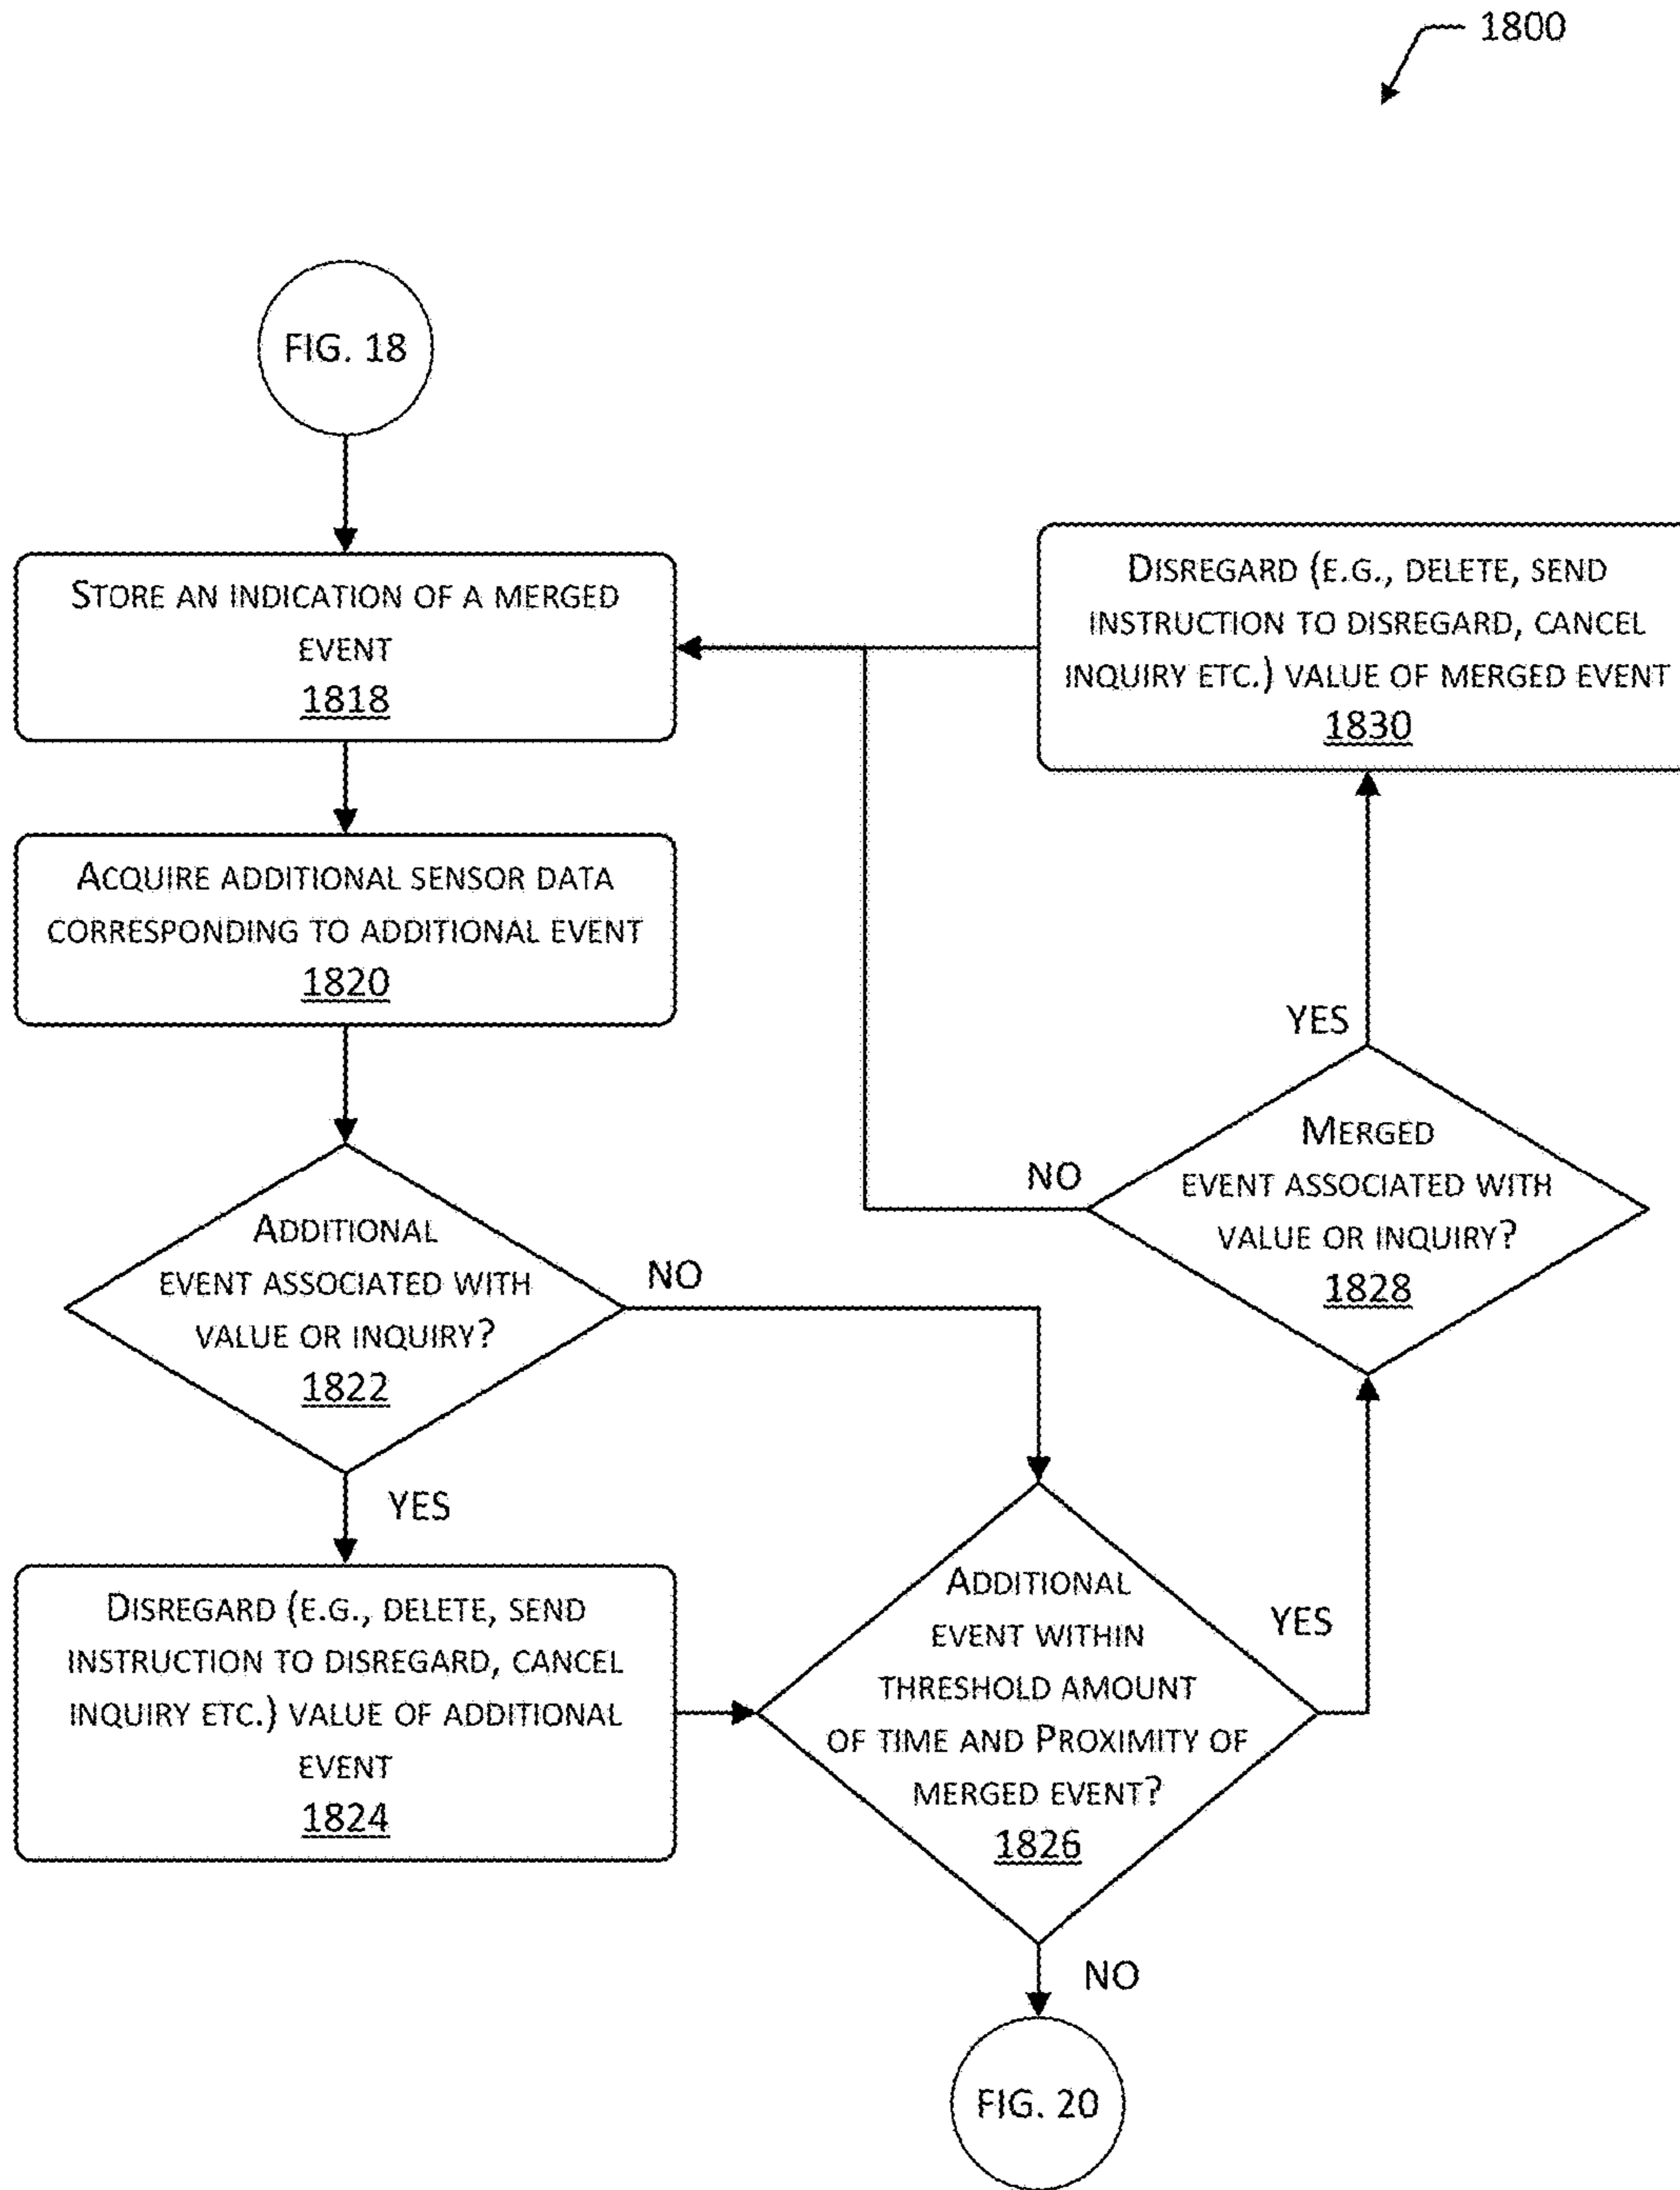 1800
FIG. 18
STORE AN INDICATION OF A MERGED
EVENT
1818
ACQUIRE ADDITIONAL SENSOR DATA
CORRESPONDING TO ADDITIONAL EVENT
1820
ADDITIONAL
EVENT ASSOCIATED WITH
VALUE OR INQUIRY?
1822
NO
YES
DISREGARD (E.G., DELETE, SEND
INSTRUCTION TO DISREGARD, CANCEL
INQUIRY ETC.) VALUE OF ADDITIONAL
EVENT
1824
ADDITIONAL
EVENT WITHIN
THRESHOLD AMOUNT
OF TIME AND PROXIMITY OF
MERGED EVENT?
1826
YES
NO
FIG. 20
MERGED
EVENT ASSOCIATED WITH
VALUE OR INQUIRY?
1828
NO
YES
DISREGARD (E.G., DELETE, SEND
INSTRUCTION TO DISREGARD, CANCEL
INQUIRY ETC.) VALUE OF MERGED EVENT
1830